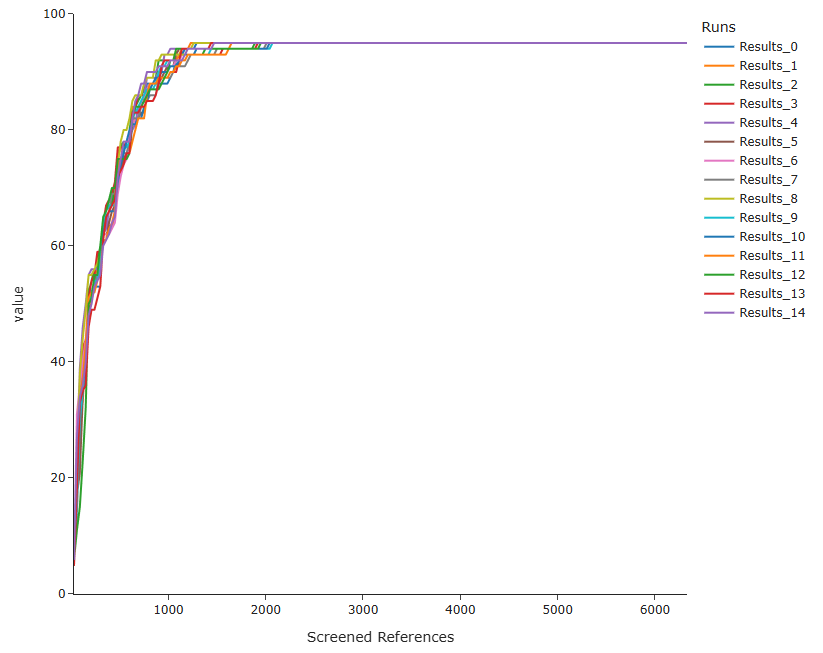 100
80
60
40
20
0
value
1000
2000
3000
4000
5000
6000
Screened References
Runs
Results_0
Results_1
Results_2
Results_3
Results_4
Results_5
Results_6
Results_7
Results_8
Results_9
Results_10
Results_11
Results_12
Results_13
Results_14